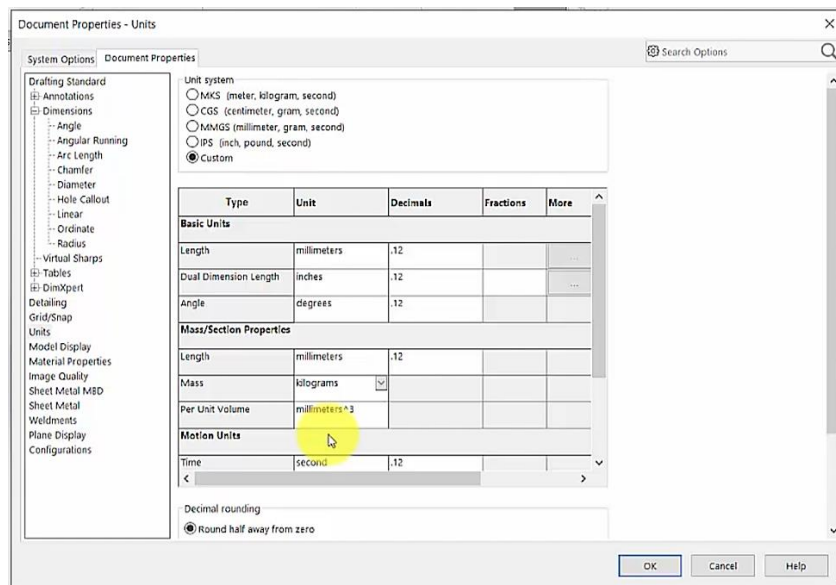 Document Properties - Units
System Options
Document Properties
Search Options
Drafting Standard
Annotations
Dimensions
Angle
Angular Running
Arc Length
Chamfer
Diameter
Hole Callout
Linear
Ordinate
Radius
Virtual Sharps
Tables
DimXpert
Detailing
Grid/Snap
Units
Model Display
Material Properties
Image Quality
Sheet Metal MBD
Sheet Metal
Weldments
Plane Display
Configurations
Unit system
MKS (meter, kilogram, second)
CGS (centimeter, gram, second)
MMGS (millimeter, gram, second)
IPS (inch, pound, second)
Custom
Type Unit Decimals Fractions More
Basic Units
Length millimeters .12 ...
Dual Dimension Length inches .12 ...
Angle degrees .12
Mass/Section Properties
Length millimeters .12
Mass kilograms
Per Unit Volume millimeters^3
Motion Units
Time second .12
Decimal rounding
Round half away from zero
OK Cancel Help